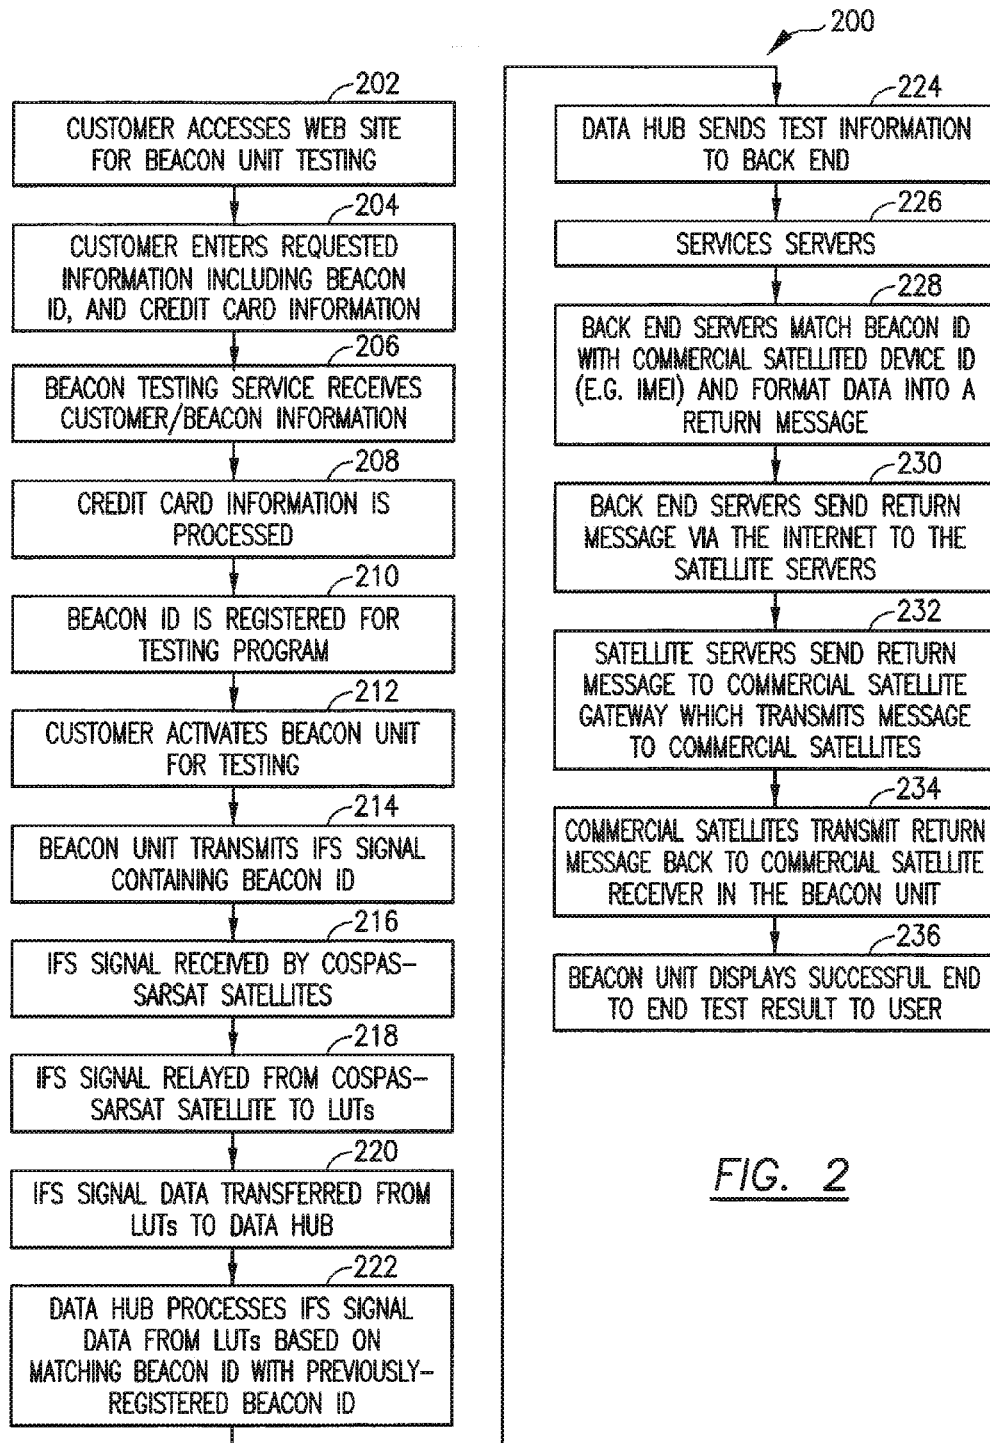 200
202
CUSTOMER ACCESSES WEB SITE
FOR BEACON UNIT TESTING
204
CUSTOMER ENTERS REQUESTED
INFORMATION INCLUDING BEACON
ID, AND CREDIT CARD INFORMATION
206
BEACON TESTING SERVICE RECEIVES
CUSTOMER/BEACON INFORMATION
208
CREDIT CARD INFORMATION IS
PROCESSED
210
BEACON ID IS REGISTERED FOR
TESTING PROGRAM
212
CUSTOMER ACTIVATES BEACON UNIT
FOR TESTING
214
BEACON UNIT TRANSMITS IFS SIGNAL
CONTAINING BEACON ID
216
IFS SIGNAL RECEIVED BY COSPAS–
SARSAT SATELLITES
218
IFS SIGNAL RELAYED FROM COSPAS–
SARSAT SATELLITE TO LUTs
220
IFS SIGNAL DATA TRANSFERRED FROM
LUTs TO DATA HUB
222
DATA HUB PROCESSES IFS SIGNAL
DATA FROM LUTs BASED ON
MATCHING BEACON ID WITH PREVIOUSLY–
REGISTERED BEACON ID
224
DATA HUB SENDS TEST INFORMATION
TO BACK END
226
SERVICES SERVERS
228
BACK END SERVERS MATCH BEACON ID
WITH COMMERCIAL SATELLITED DEVICE ID
(E.G. IMEI) AND FORMAT DATA INTO A
RETURN MESSAGE
230
BACK END SERVERS SEND RETURN
MESSAGE VIA THE INTERNET TO THE
SATELLITE SERVERS
232
SATELLITE SERVERS SEND RETURN
MESSAGE TO COMMERCIAL SATELLITE
GATEWAY WHICH TRANSMITS MESSAGE
TO COMMERCIAL SATELLITES
234
COMMERCIAL SATELLITES TRANSMIT RETURN
MESSAGE BACK TO COMMERCIAL SATELLITE
RECEIVER IN THE BEACON UNIT
236
BEACON UNIT DISPLAYS SUCCESSFUL END
TO END TEST RESULT TO USER
FIG. 2